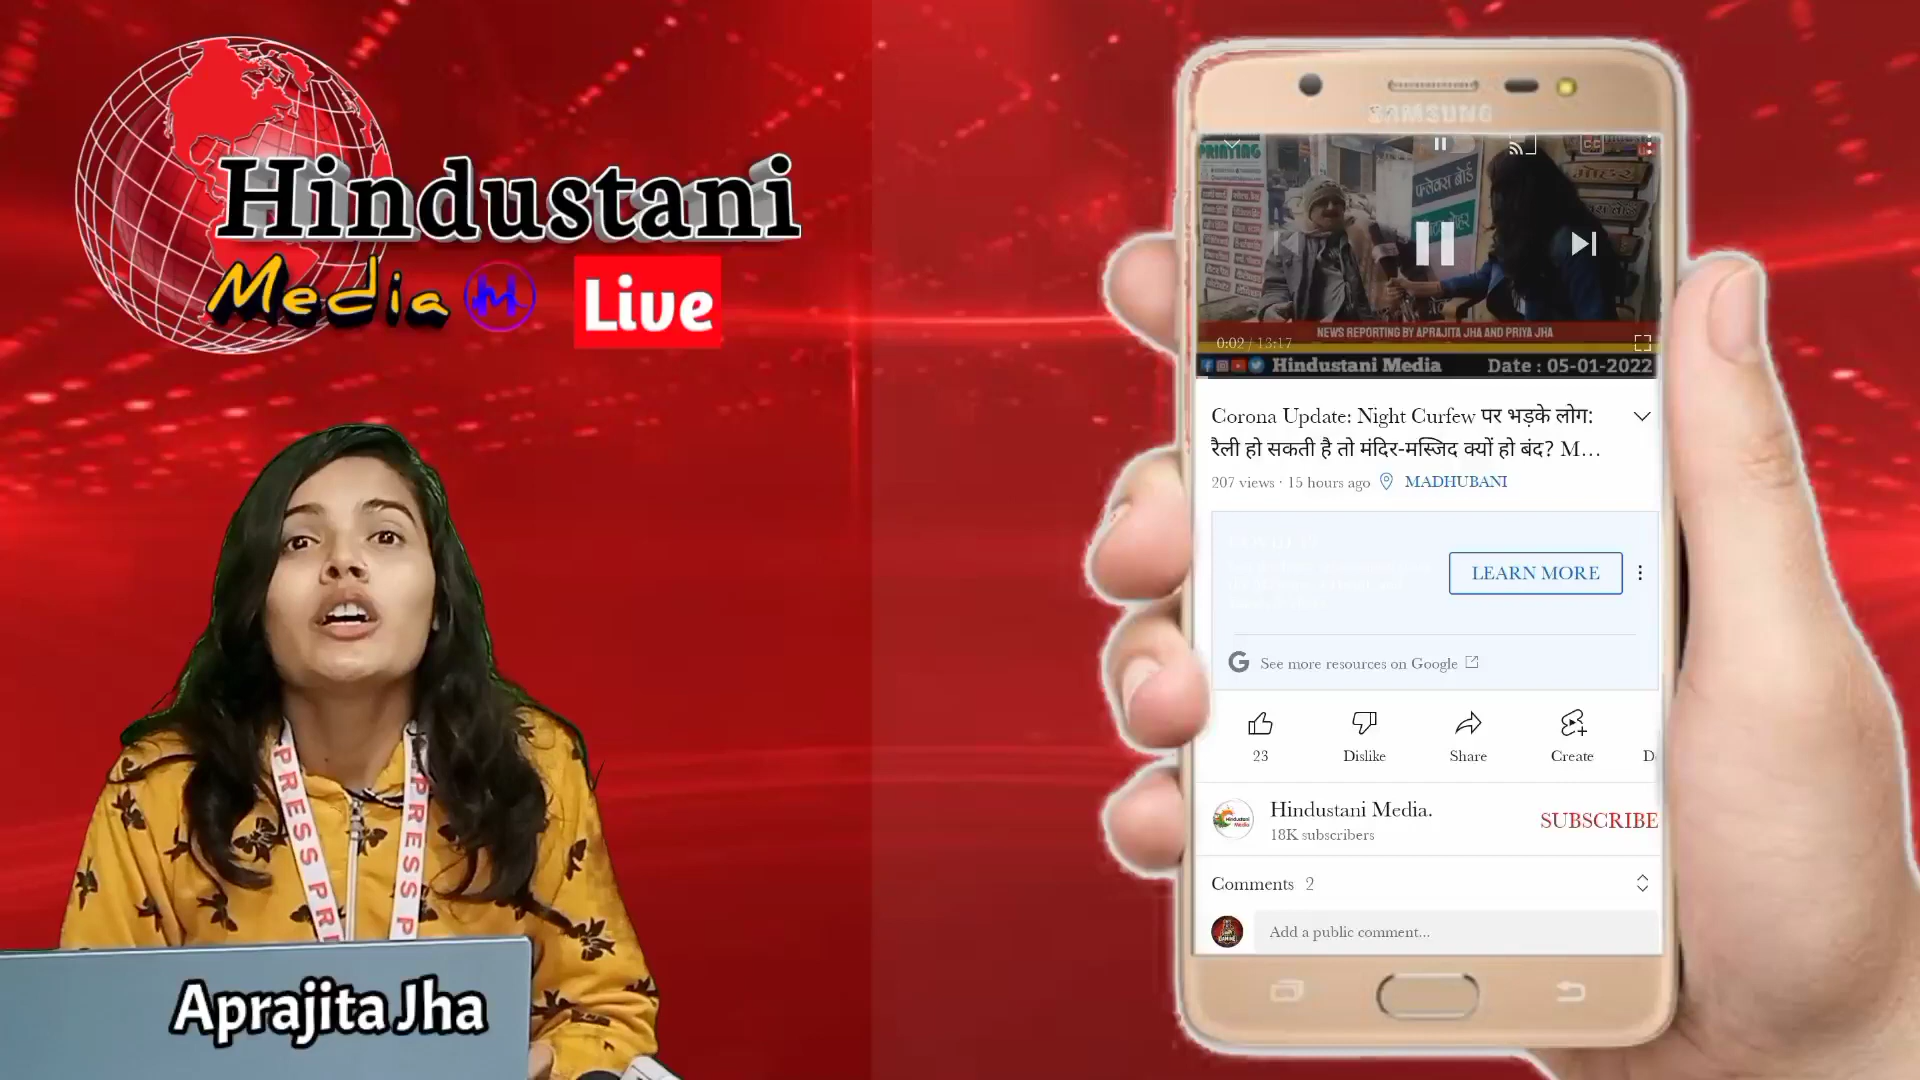 Hindustani
Media
Live
PRESS PR
PRESS P
Aprajita Jha
SAMSUNG
PRINTING
फ्लेक्स बोर्ड
मोहर
NEWS REPORTING BY APRAJITA JHA AND PRIYA JHA
0:02 / 13:17
Hindustani Media Date : 05-01-2022
Corona Update: Night Curfew पर भड़के लोग:
रैली हो सकती है तो मंदिर-मस्जिद क्यों हो बंद? M...
207 views · 15 hours ago MADHUBANI
LEARN MORE
See more resources on Google
23 Dislike Share Create D
Hindustani Media.
18K subscribers
SUBSCRIBE
Comments 2
Add a public comment...